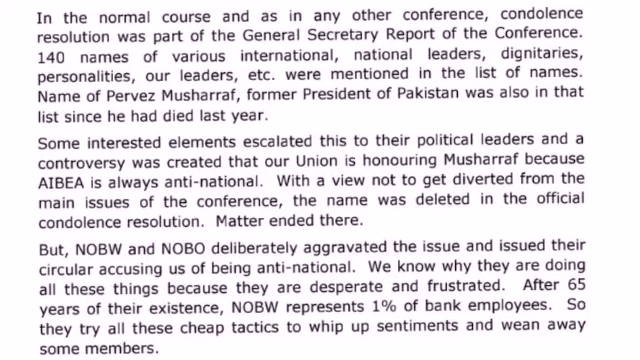 In the normal course and as in any other conference, condolence
resolution was part of the General Secretary Report of the Conference.
140 names of various international, national leaders, dignitaries,
personalities, our leaders, etc. were mentioned in the list of names.
Name of Pervez Musharraf, former President of Pakistan was also in that
list since he had died last year.
Some interested elements escalated this to their political leaders and a
controversy was created that our Union is honouring Musharraf because
AIBEA is always anti-national. With a view not to get diverted from the
main issues of the conference, the name was deleted in the official
condolence resolution. Matter ended there.
But, NOBW and NOBO deliberately aggravated the issue and issued their
circular accusing us of being anti-national. We know why they are doing
all these things because they are desperate and frustrated. After 65
years of their existence, NOBW represents 1% of bank employees. So
they try all these cheap tactics to whip up sentiments and wean away
some members.